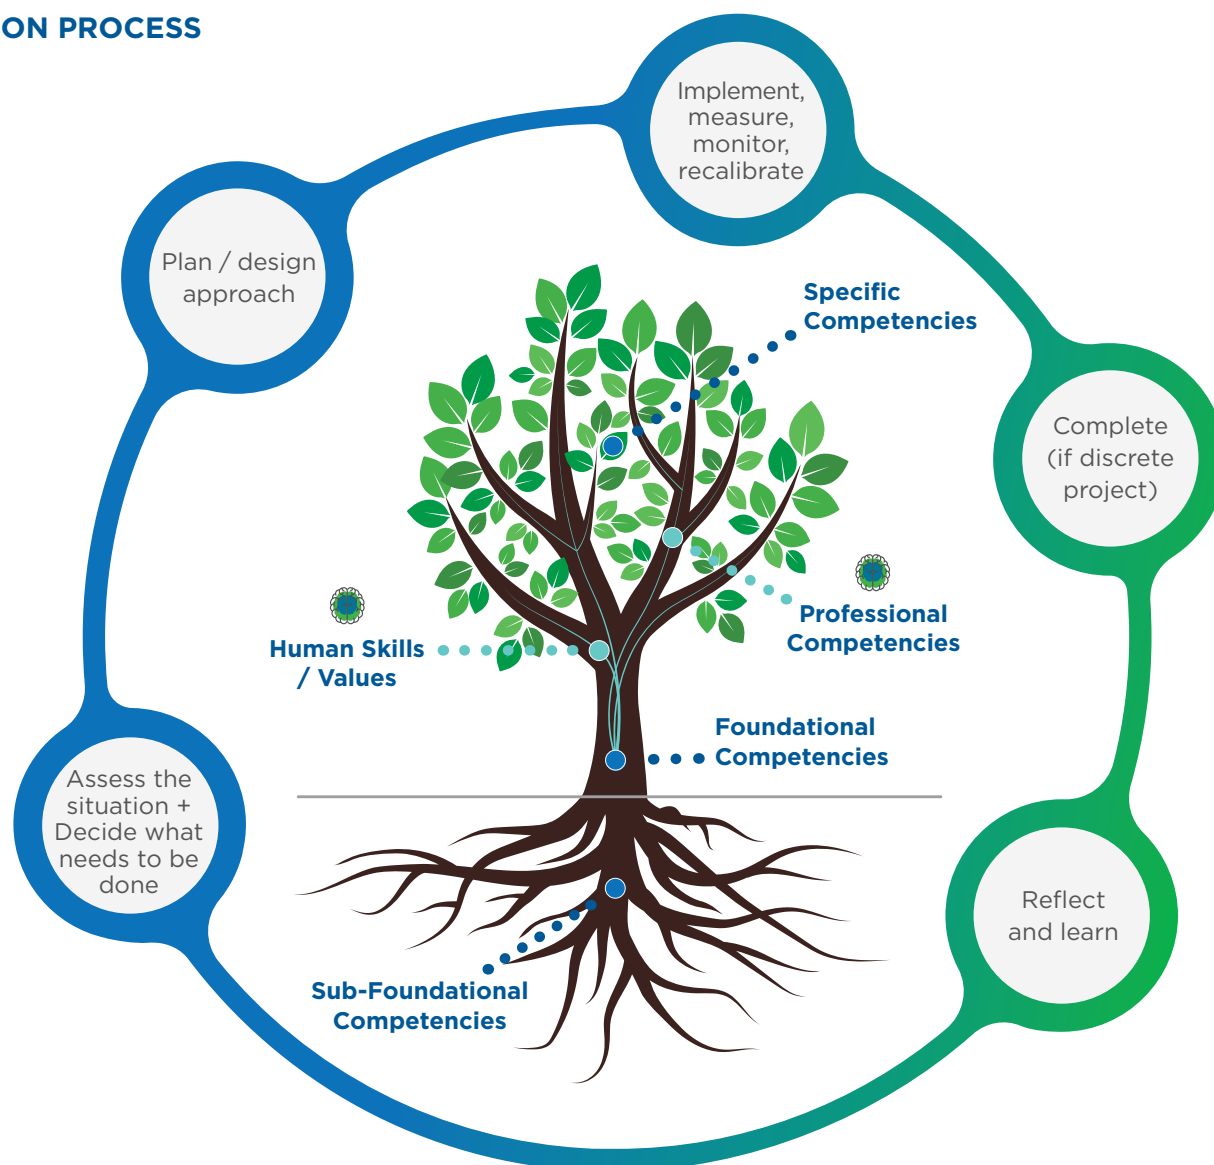 ON PROCESS
Implement,
measure,
monitor,
recalibrate
Plan / design
approach
Specific
Competencies
Complete
(if discrete
project)
Professional
Competencies
Human Skills
/ Values
Foundational
Competencies
Assess the
situation +
Decide what
needs to be
done
Reflect
and learn
Sub-Foundational
Competencies